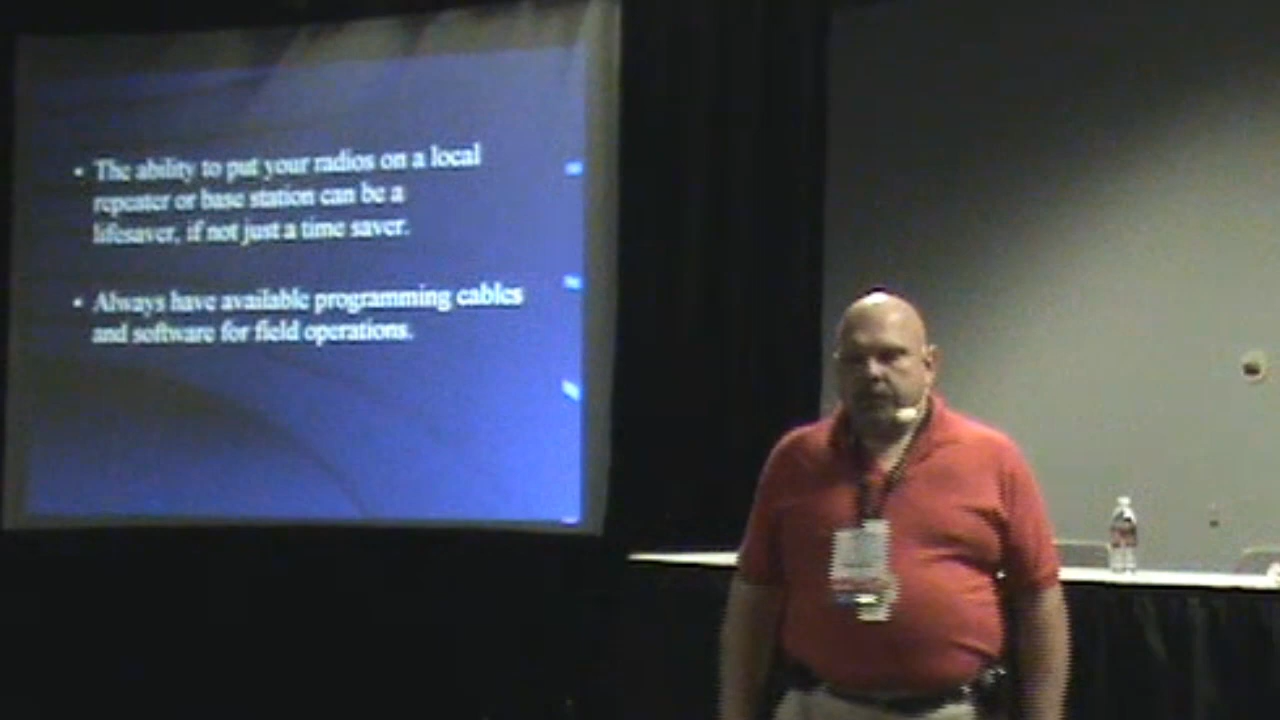 • The ability to put your radios on a local
repeater or base station can be a
lifesaver, if not just a time saver.
• Always have available programming cables
and software for field operations.